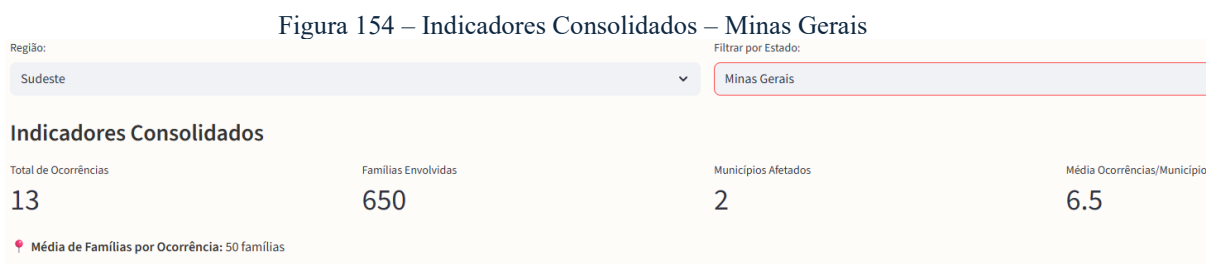 Figura 154 – Indicadores Consolidados – Minas Gerais
Região:
Filtrar por Estado:
Sudeste
Minas Gerais
Indicadores Consolidados
Total de Ocorrências
Famílias Envolvidas
Municípios Afetados
Média Ocorrências/Município
13
650
2
6.5
Média de Famílias por Ocorrência: 50 famílias